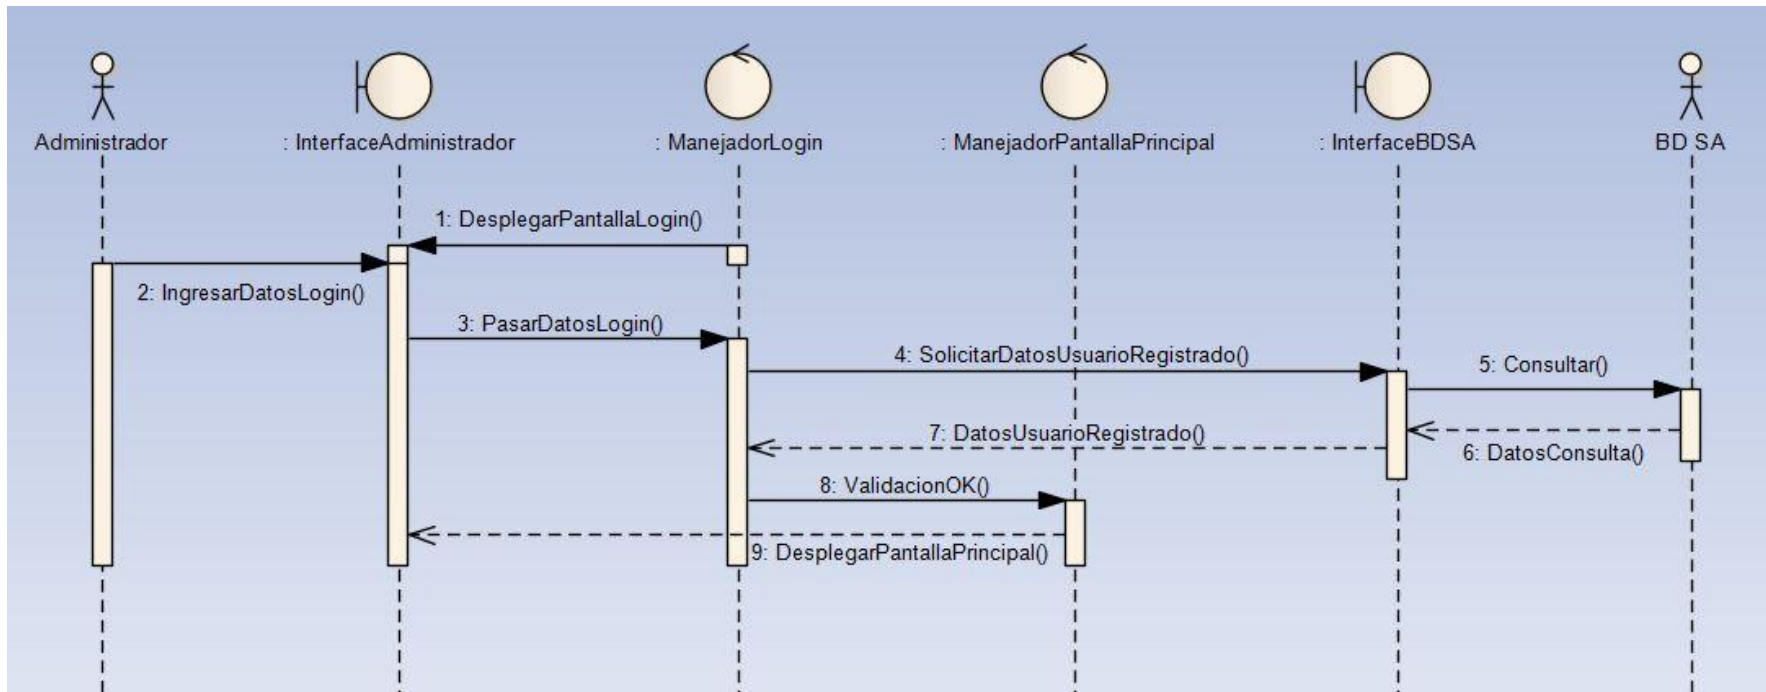 Administrador
: InterfaceAdministrador
: ManejadorLogin
: ManejadorPantallaPrincipal
: InterfaceBDSA
BD SA
1: DesplegarPantallaLogin()
2: IngresarDatosLogin()
3: PasarDatosLogin()
4: SolicitarDatosUsuarioRegistrado()
5: Consultar()
6: DatosConsulta()
7: DatosUsuarioRegistrado()
8: ValidacionOK()
9: DesplegarPantallaPrincipal()